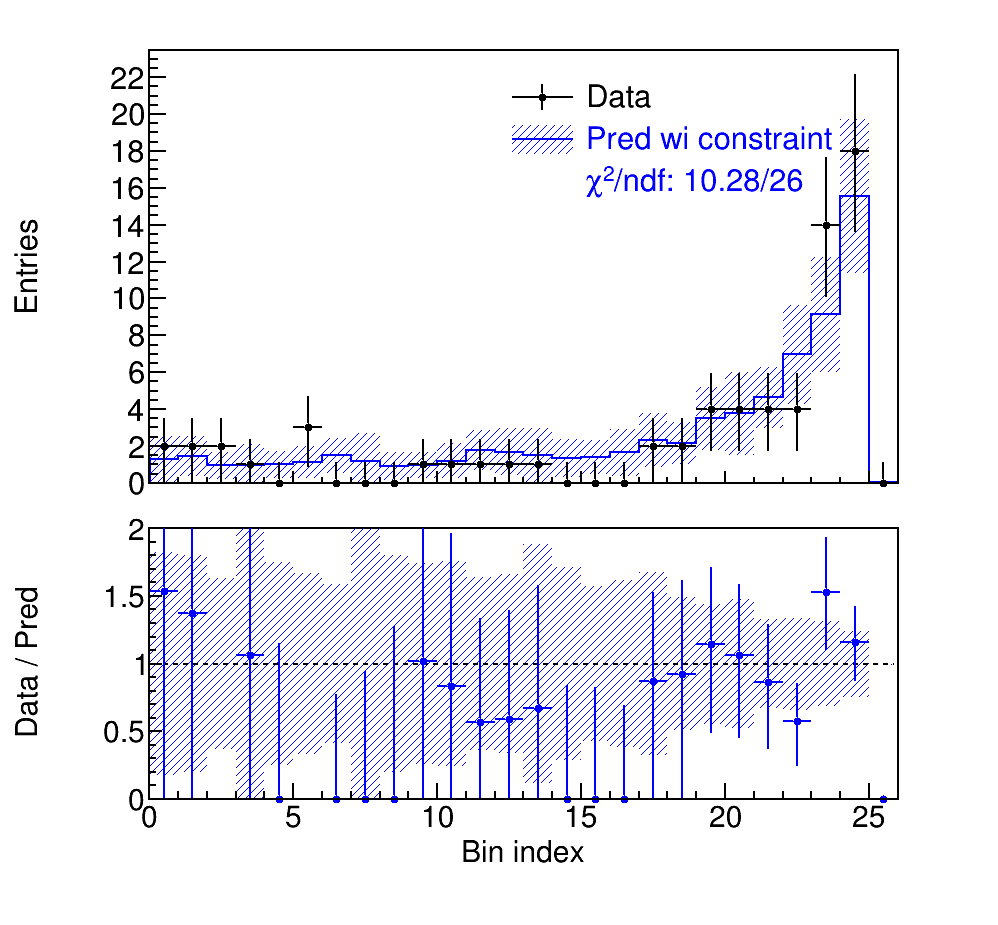 22
20
18
16
14
12
10
8
6
4
2
0
Entries
Data
Pred wi constraint
χ²/ndf: 10.28/26
2
1.5
1
0.5
0
Data / Pred
0 5 10 15 20 25
Bin index